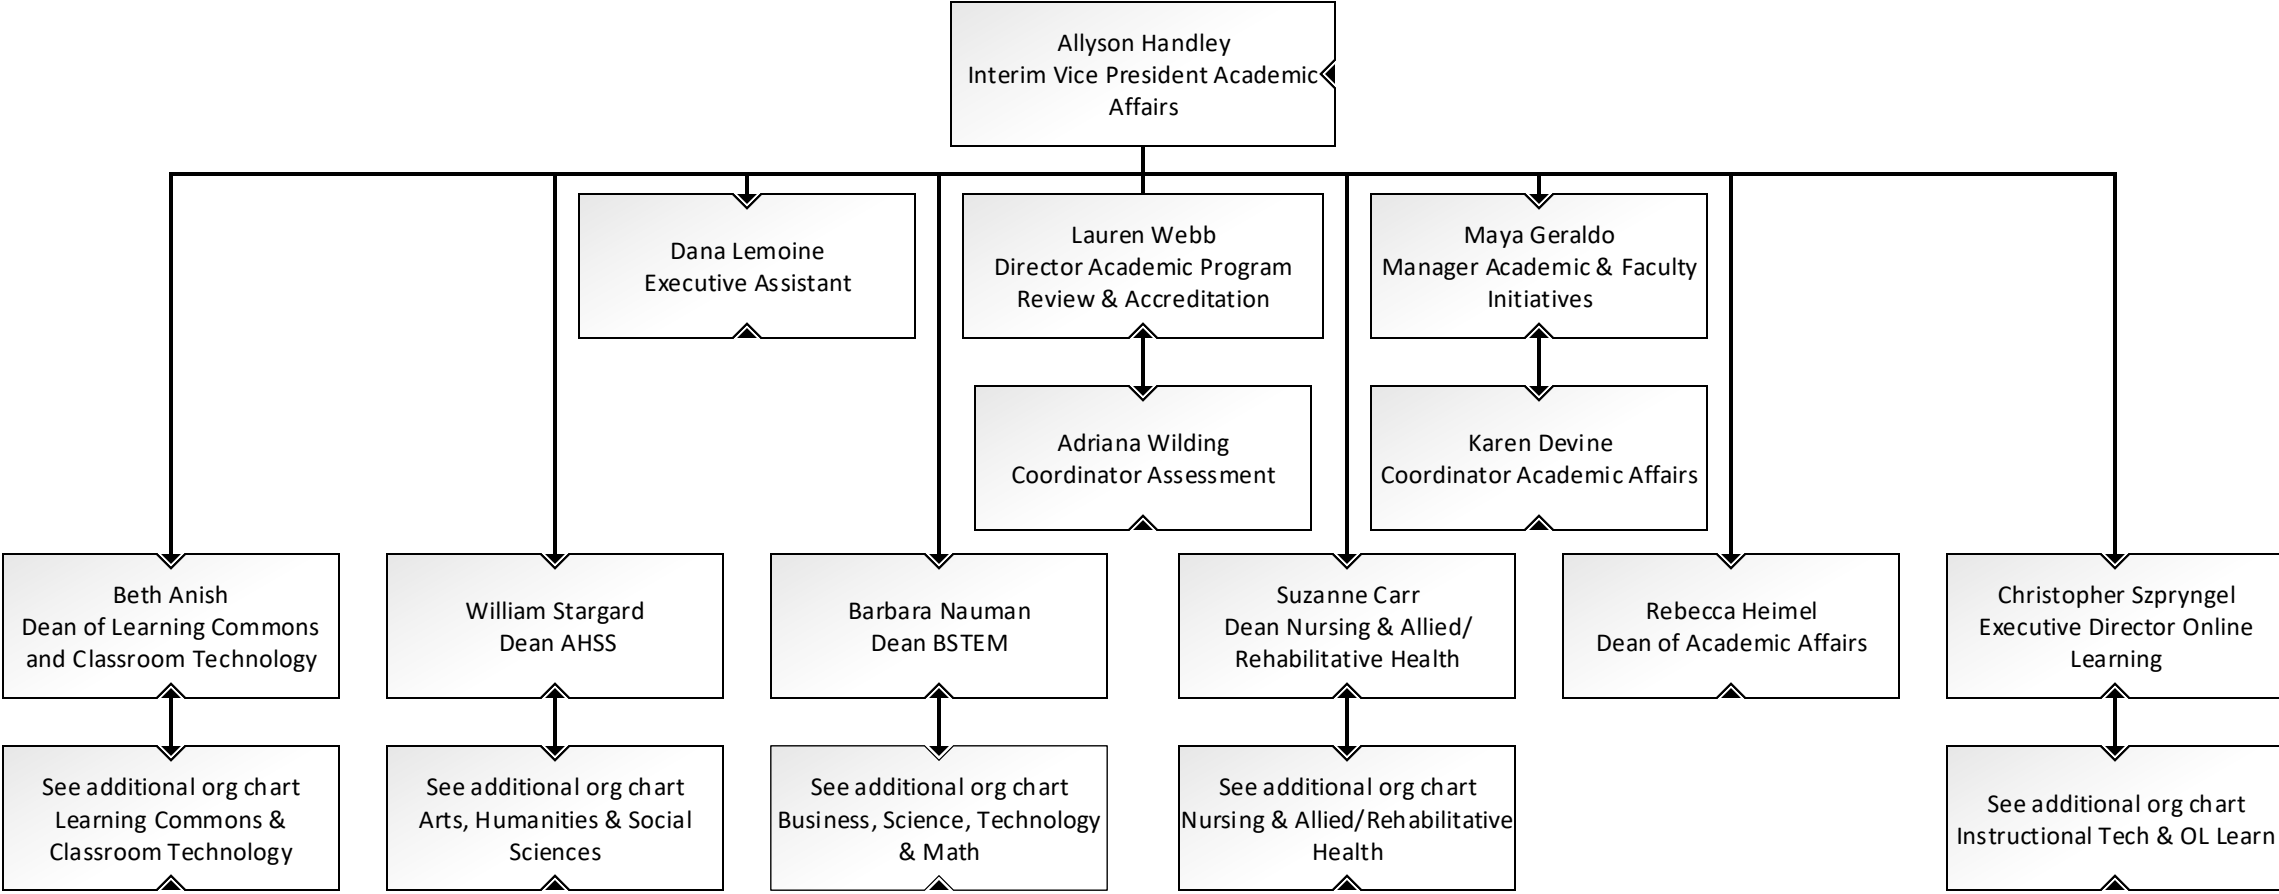 Allyson Handley
Interim Vice President Academic
Affairs
Dana Lemoine
Executive Assistant
Lauren Webb
Director Academic Program
Review & Accreditation
Maya Geraldo
Manager Academic & Faculty
Initiatives
Adriana Wilding
Coordinator Assessment
Karen Devine
Coordinator Academic Affairs
Beth Anish
Dean of Learning Commons
and Classroom Technology
William Stargard
Dean AHSS
Barbara Nauman
Dean BSTEM
Suzanne Carr
Dean Nursing & Allied/
Rehabilitative Health
Rebecca Heimel
Dean of Academic Affairs
Christopher Szpryngel
Executive Director Online
Learning
See additional org chart
Learning Commons &
Classroom Technology
See additional org chart
Arts, Humanities & Social
Sciences
See additional org chart
Business, Science, Technology
& Math
See additional org chart
Nursing & Allied/Rehabilitative
Health
See additional org chart
Instructional Tech & OL Learn